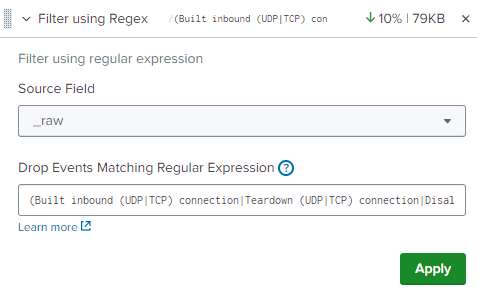 Filter using Regex /(Built inbound (UDP|TCP) con 10% | 79KB
Filter using regular expression
Source Field
_raw
Drop Events Matching Regular Expression ?
(Built inbound (UDP|TCP) connection|Teardown (UDP|TCP) connection|Disal
Learn more
Apply